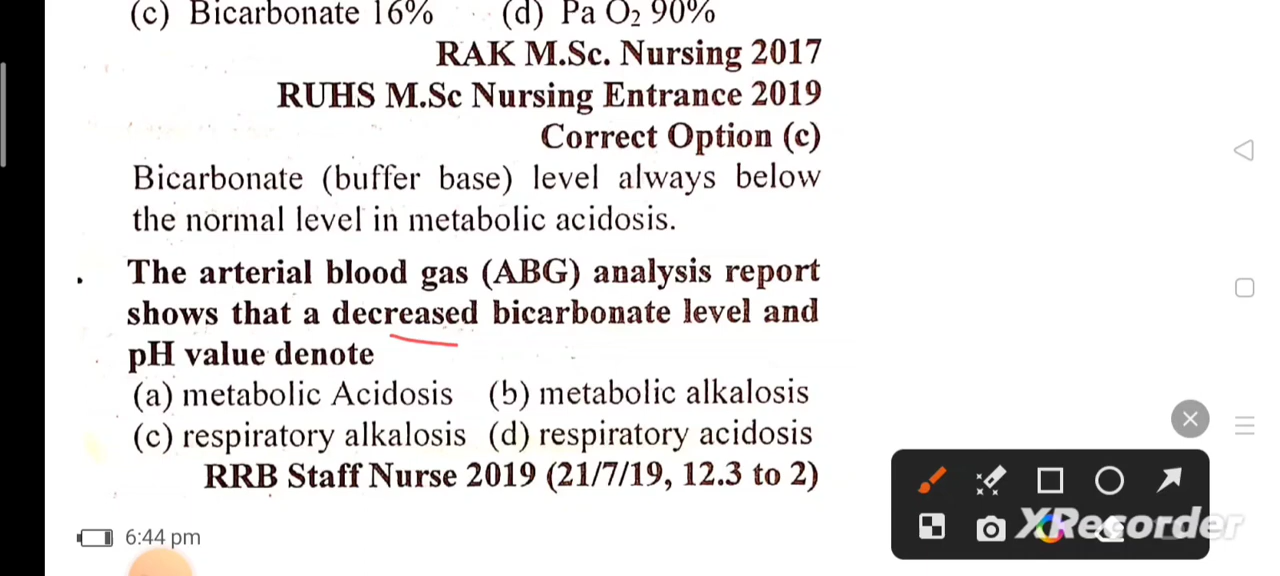 (c) Bicarbonate 16% (d) Pa O₂ 90%
RAK M.Sc. Nursing 2017
RUHS M.Sc Nursing Entrance 2019
Correct Option (c)
Bicarbonate (buffer base) level always below
the normal level in metabolic acidosis.
. The arterial blood gas (ABG) analysis report
shows that a decreased bicarbonate level and
pH value denote
(a) metabolic Acidosis (b) metabolic alkalosis
(c) respiratory alkalosis (d) respiratory acidosis
RRB Staff Nurse 2019 (21/7/19, 12.3 to 2)
6:44 pm
XRecorder